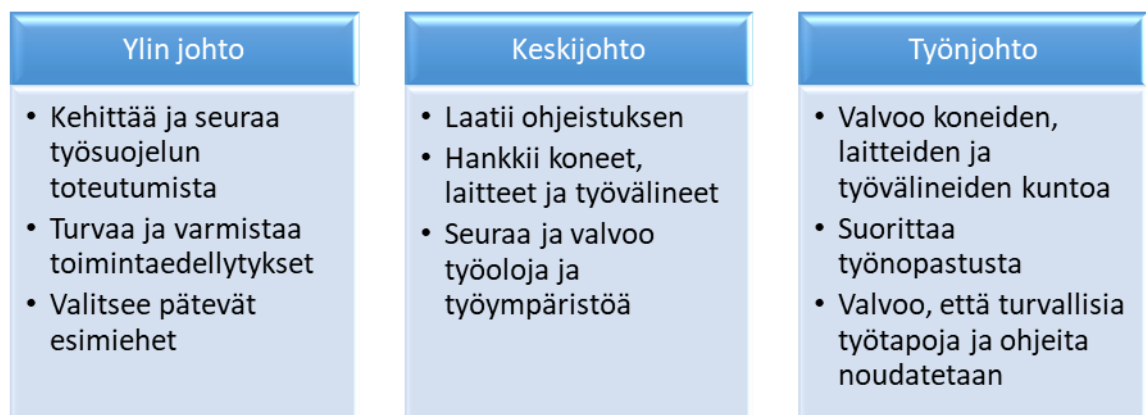 Ylin johto
• Kehittää ja seuraa
työsuojelun
toteutumista
• Turvaa ja varmistaa
toimintaedellytykset
• Valitsee pätevät
esimiehet
Keskijohto
• Laatii ohjeistuksen
• Hankkii koneet,
laitteet ja työvälineet
• Seuraa ja valvoo
työoloja ja
työympäristöä
Työnjohto
• Valvoo koneiden,
laitteiden ja
työvälineiden kuntoa
• Suorittaa
työnopastusta
• Valvoo, että turvallisia
työtapoja ja ohjeita
noudatetaan